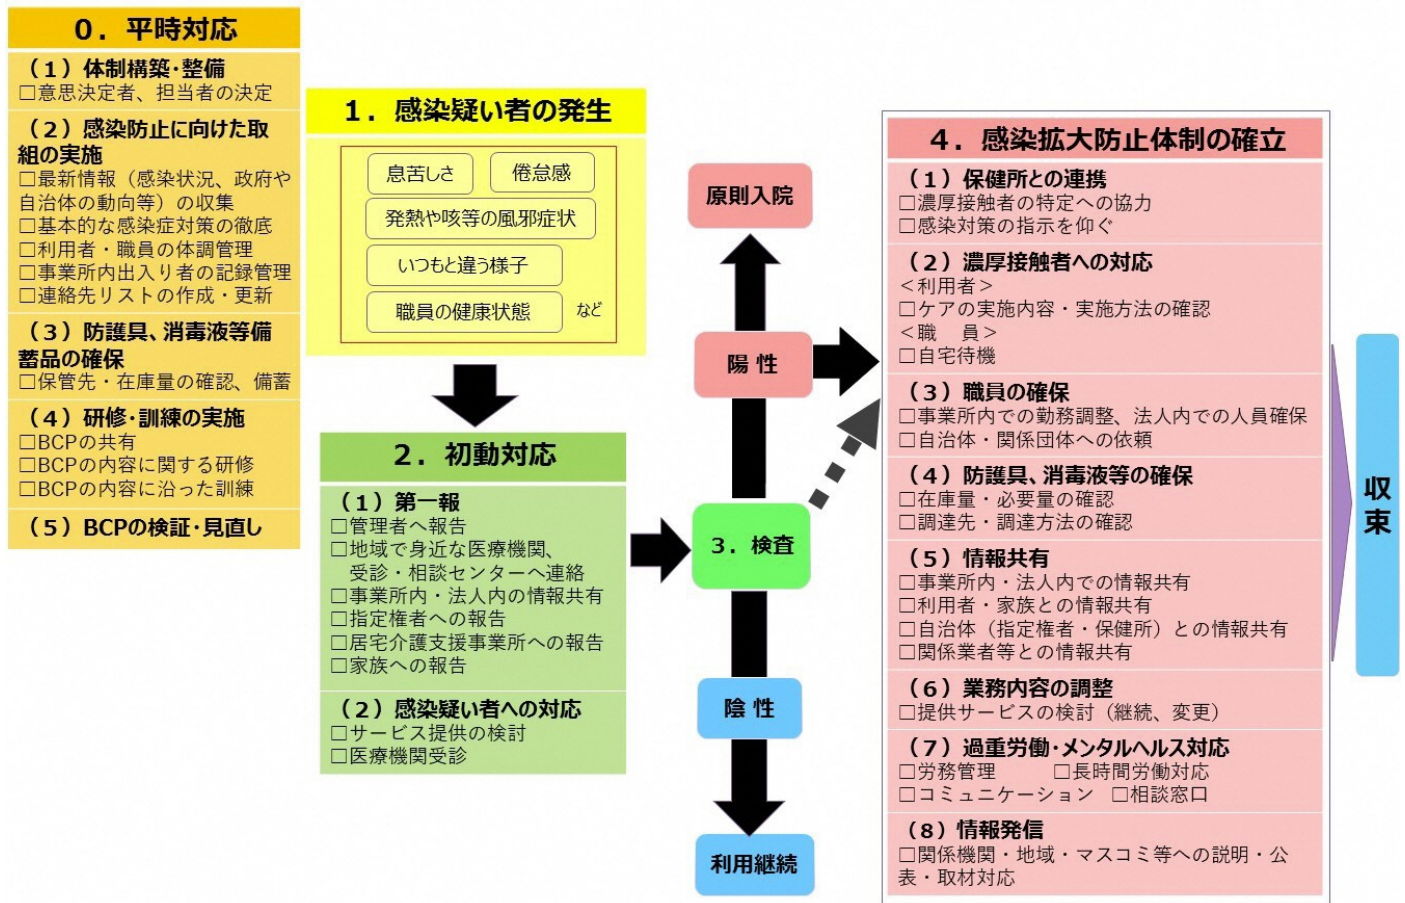 0．平時対応
（1）体制構築・整備
□意思決定者、担当者の決定
（2）感染防止に向けた取
組の実施
□最新情報（感染状況、政府や
自治体の動向等）の収集
□基本的な感染症対策の徹底
□利用者・職員の体調管理
□事業所内出入り者の記録管理
□連絡先リストの作成・更新
（3）防護具、消毒液等備
蓄品の確保
□保管先・在庫量の確認、備蓄
（4）研修・訓練の実施
□BCPの共有
□BCPの内容に関する研修
□BCPの内容に沿った訓練
（5）BCPの検証・見直し
1．感染疑い者の発生
息苦しさ
倦怠感
発熱や咳等の風邪症状
いつもと違う様子
職員の健康状態
など
2．初動対応
（1）第一報
□管理者へ報告
□地域で身近な医療機関、
受診・相談センターへ連絡
□事業所内・法人内の情報共有
□指定権者への報告
□居宅介護支援事業所への報告
□家族への報告
（2）感染疑い者への対応
□サービス提供の検討
□医療機関受診
原則入院
陽性
3．検査
陰性
利用継続
4．感染拡大防止体制の確立
（1）保健所との連携
□濃厚接触者の特定への協力
□感染対策の指示を仰ぐ
（2）濃厚接触者への対応
＜利用者＞
□ケアの実施内容・実施方法の確認
＜職　員＞
□自宅待機
（3）職員の確保
□事業所内での勤務調整、法人内での人員確保
□自治体・関係団体への依頼
（4）防護具、消毒液等の確保
□在庫量・必要量の確認
□調達先・調達方法の確認
（5）情報共有
□事業所内・法人内での情報共有
□利用者・家族との情報共有
□自治体（指定権者・保健所）との情報共有
□関係業者等との情報共有
（6）業務内容の調整
□提供サービスの検討（継続、変更）
（7）過重労働・メンタルヘルス対応
□労務管理　　□長時間労働対応
□コミュニケーション　□相談窓口
（8）情報発信
□関係機関・地域・マスコミ等への説明・公
表・取材対応
収束